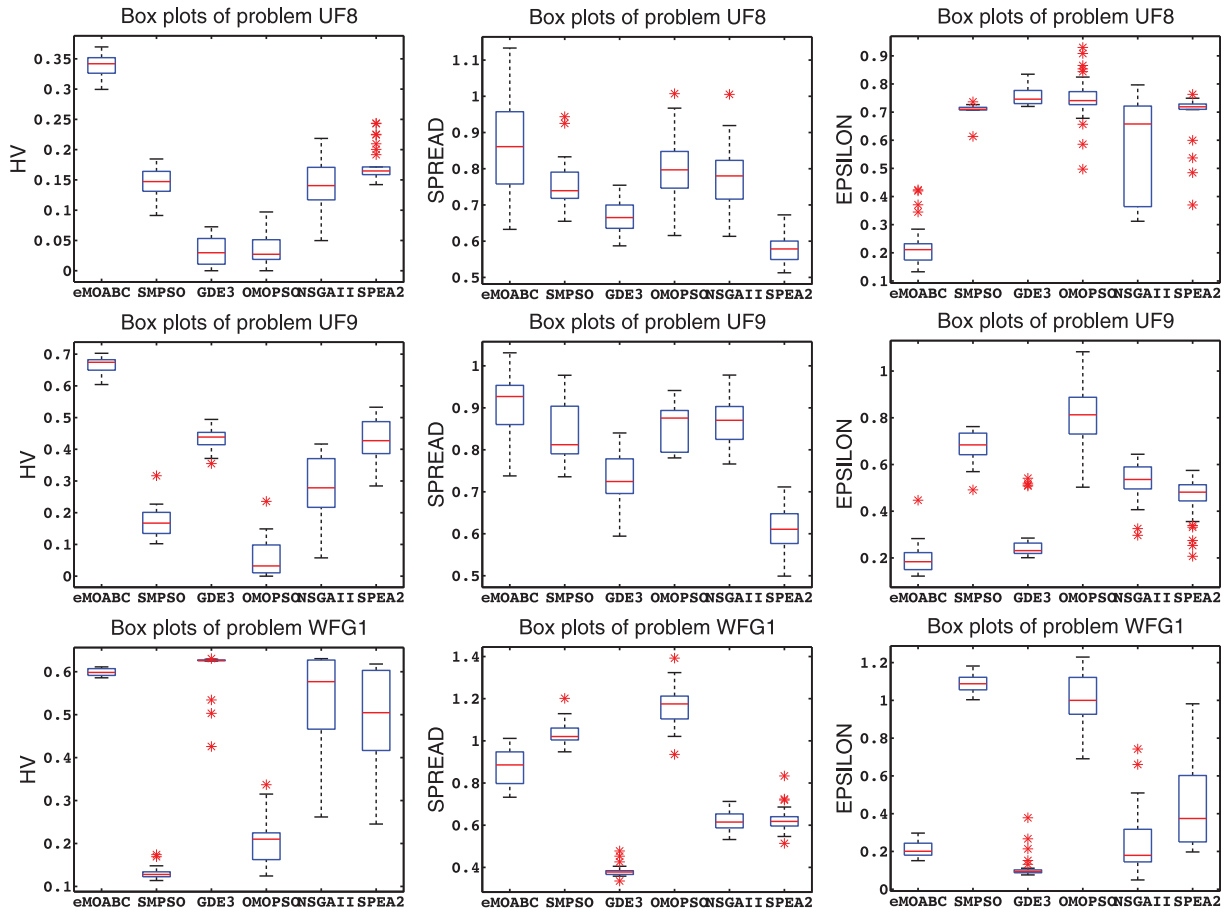 Box plots of problem UF8
HV
0.35
0.3
0.25
0.2
0.15
0.1
0.05
0
eMOABC SMPSO GDE3 OMOPSO NSGAII SPEA2
Box plots of problem UF8
SPREAD
1.1
1
0.9
0.8
0.7
0.6
0.5
eMOABC SMPSO GDE3 OMOPSO NSGAII SPEA2
Box plots of problem UF8
EPSILON
0.9
0.8
0.7
0.6
0.5
0.4
0.3
0.2
0.1
eMOABC SMPSO GDE3 OMOPSO NSGAII SPEA2
Box plots of problem UF9
HV
0.7
0.6
0.5
0.4
0.3
0.2
0.1
0
eMOABC SMPSO GDE3 OMOPSO NSGAII SPEA2
Box plots of problem UF9
SPREAD
1
0.9
0.8
0.7
0.6
0.5
eMOABC SMPSO GDE3 OMOPSO NSGAII SPEA2
Box plots of problem UF9
EPSILON
1
0.8
0.6
0.4
0.2
eMOABC SMPSO GDE3 OMOPSO NSGAII SPEA2
Box plots of problem WFG1
HV
0.6
0.5
0.4
0.3
0.2
0.1
eMOABC SMPSO GDE3 OMOPSO NSGAII SPEA2
Box plots of problem WFG1
SPREAD
1.4
1.2
1
0.8
0.6
0.4
eMOABC SMPSO GDE3 OMOPSO NSGAII SPEA2
Box plots of problem WFG1
EPSILON
1.2
1
0.8
0.6
0.4
0.2
0
eMOABC SMPSO GDE3 OMOPSO NSGAII SPEA2